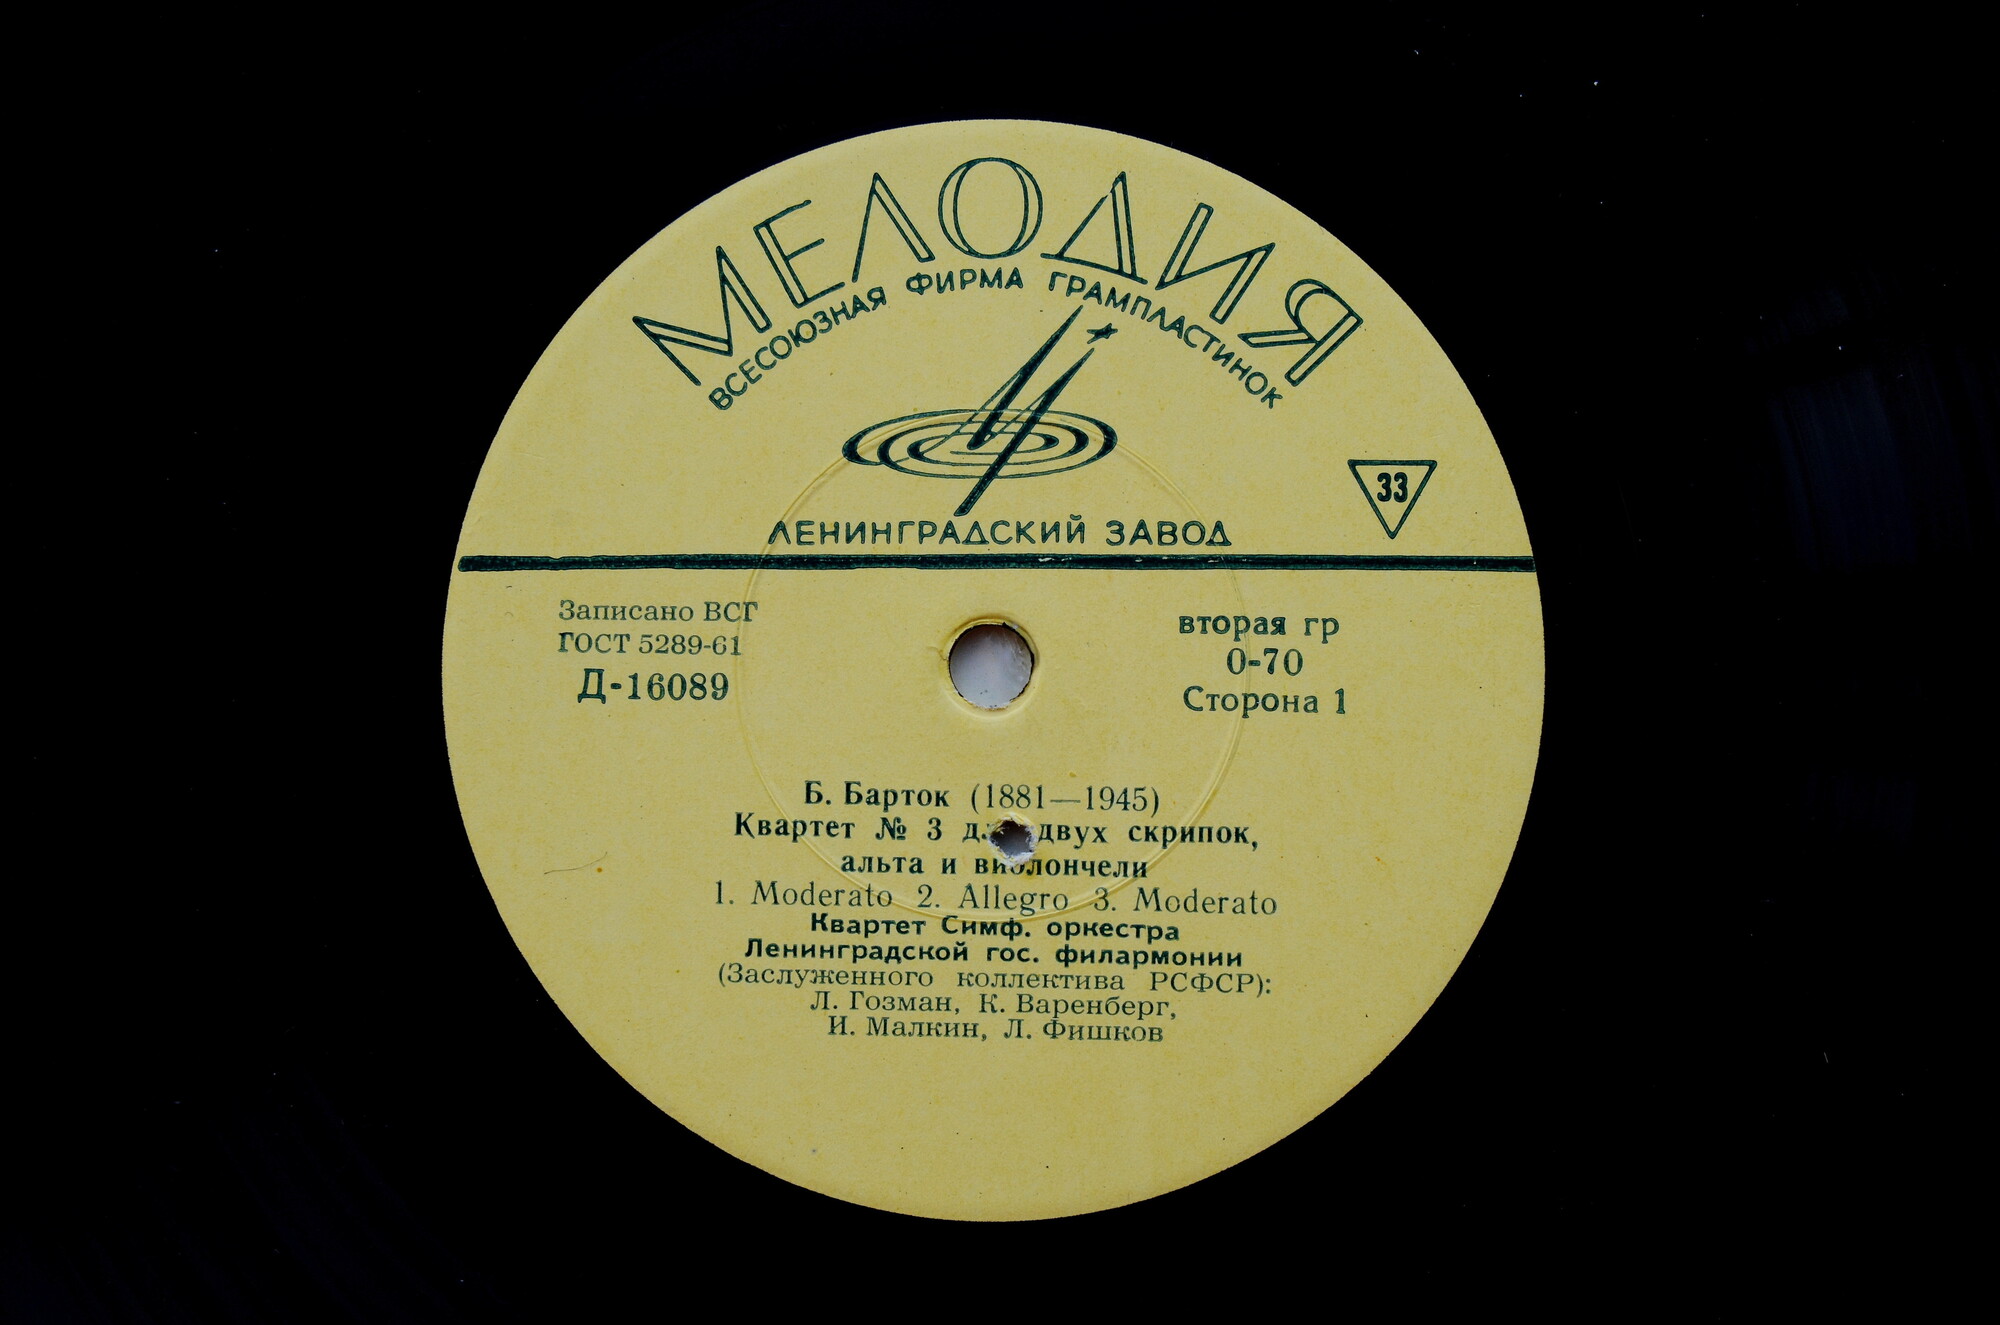 МЕЛОДИЯ
ВСЕСОЮЗНАЯ ФИРМА ГРАМПЛАСТИНОК
33
ЛЕНИНГРАДСКИЙ ЗАВОД
Записано ВСГ
ГОСТ 5289-61
Д-16089
вторая гр
0-70
Сторона 1
Б. Барток (1881—1945)
Квартет № 3 двух скрипок,
альта и виолончели
1. Moderato 2. Allegro 3. Moderato
Квартет Симф. оркестра
Ленинградской гос. филармонии
(Заслуженного коллектива РСФСР):
Л. Гозман, К. Варенберг,
И. Малкин, Л. Фишков